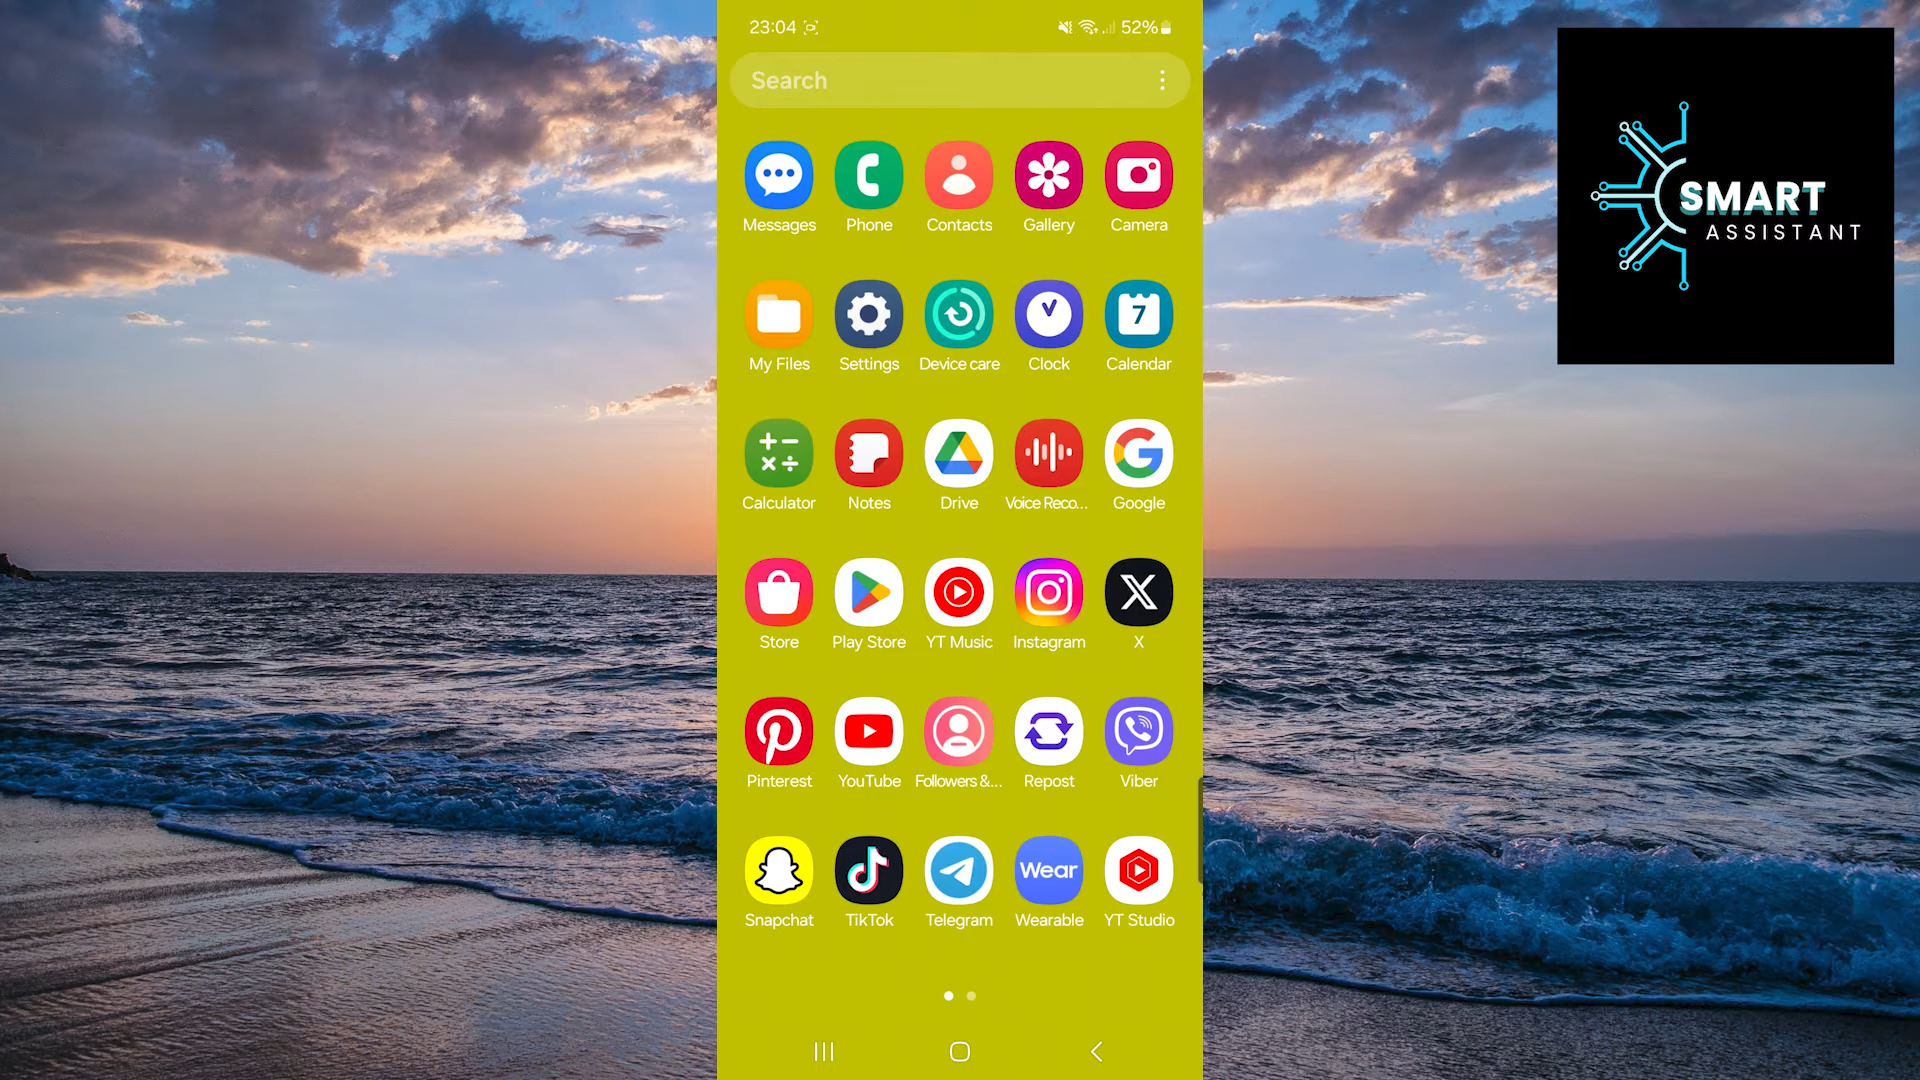 23:04
52%
Search
Messages
Phone
Contacts
Gallery
Camera
My Files
Settings
Device care
Clock
7
Calendar
Calculator
Notes
Drive
Voice Reco...
Google
Store
Play Store
YT Music
Instagram
X
Pinterest
YouTube
Followers &...
Repost
Viber
Snapchat
TikTok
Telegram
Wear
Wearable
YT Studio
SMART
ASSISTANT